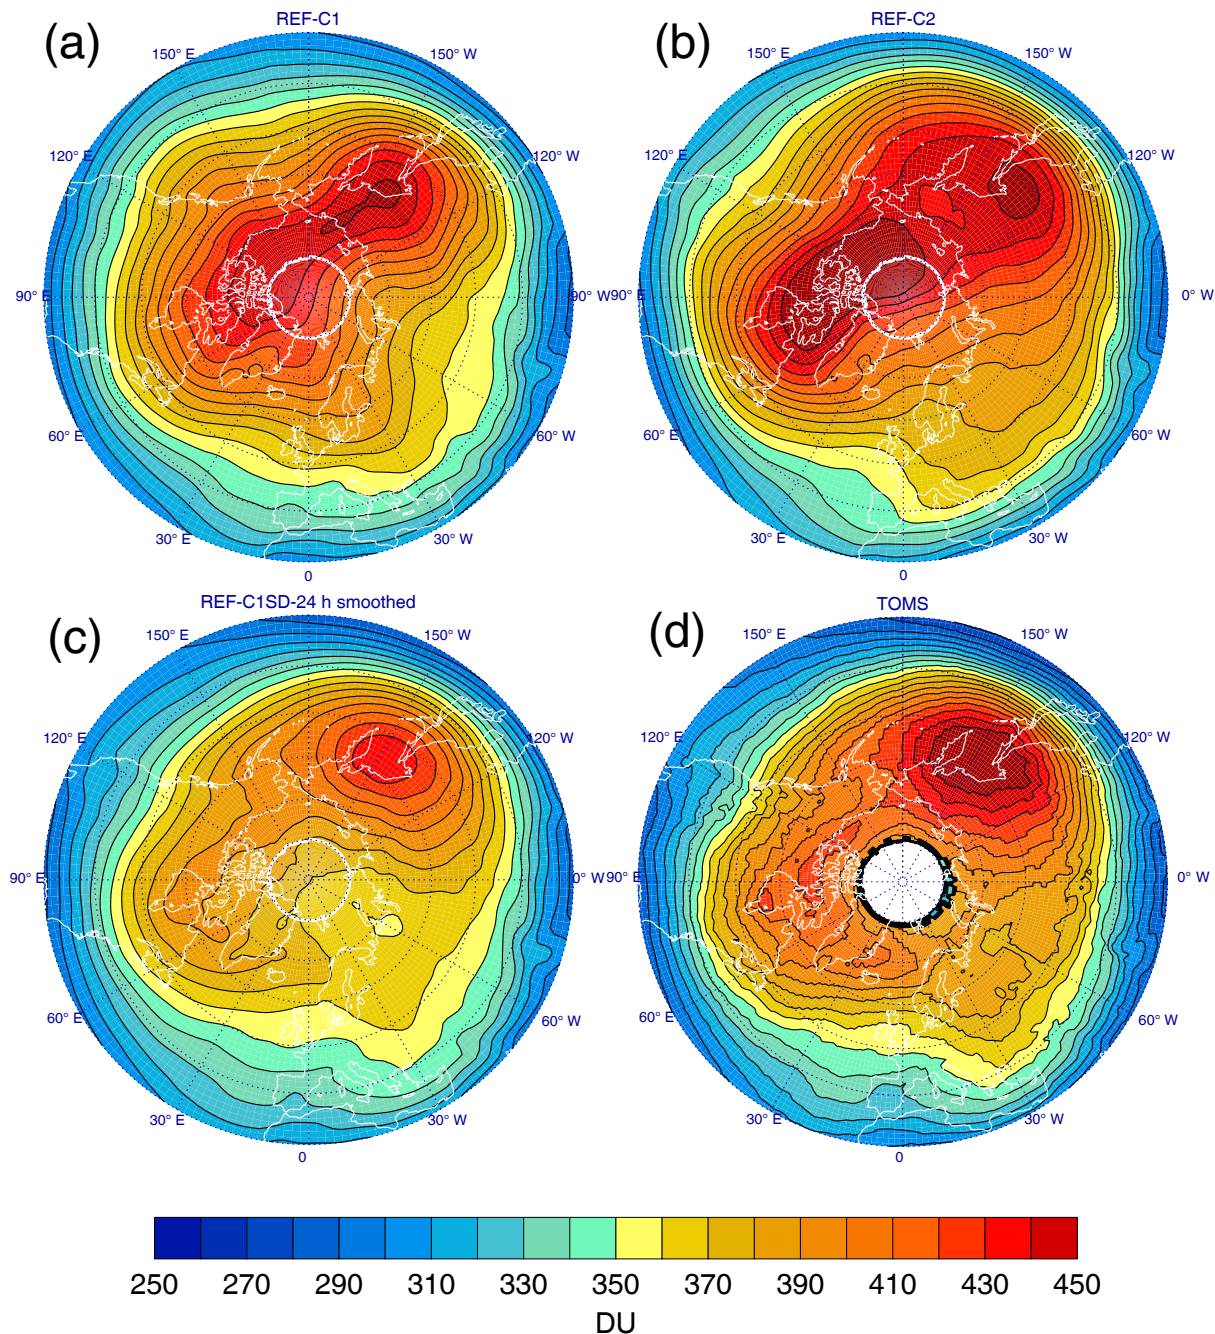 (a)
REF-C1
(b)
REF-C2
150° E
150° W
150° E
150° W
120° E
120° W
120° E
120° W
90° E
90° W
90° E
0° W
60° E
60° W
60° E
60° W
30° E
30° W
30° E
30° W
0
0
(c)
REF-C1SD-24 h smoothed
(d)
TOMS
150° E
150° W
150° E
150° W
120° E
120° W
120° E
120° W
90° E
0° W
90° E
0° W
60° E
60° W
60° E
60° W
30° E
30° W
30° E
30° W
0
0
250 270 290 310 330 350 370 390 410 430 450
DU